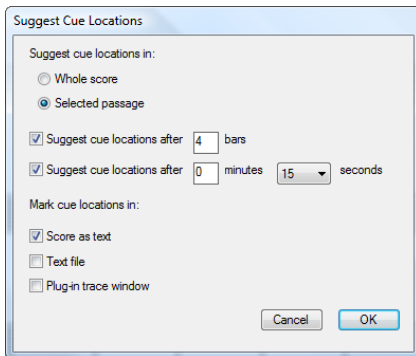 Suggest Cue Locations
Suggest cue locations in:
Whole score
Selected passage
Suggest cue locations after 4 bars
Suggest cue locations after 0 minutes 15 seconds
Mark cue locations in:
Score as text
Text file
Plug-in trace window
Cancel OK